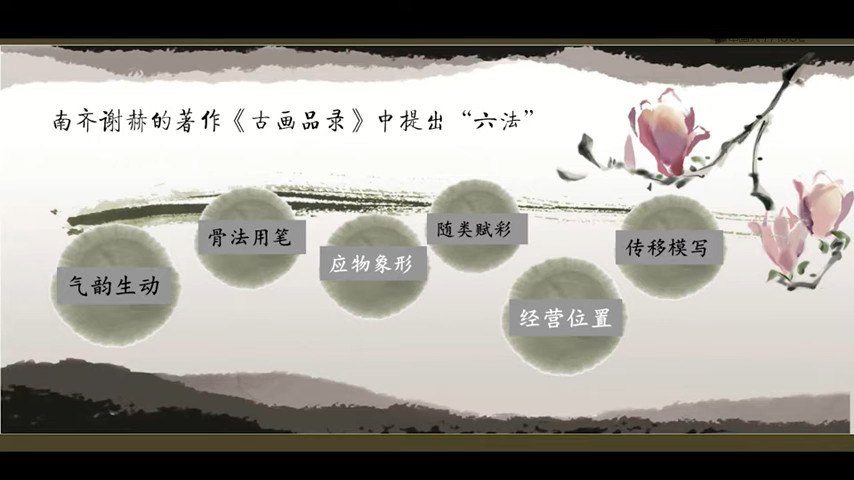 南齐谢赫的著作《古画品录》中提出“六法”
气韵生动
骨法用笔
应物象形
随类赋彩
经营位置
传移模写